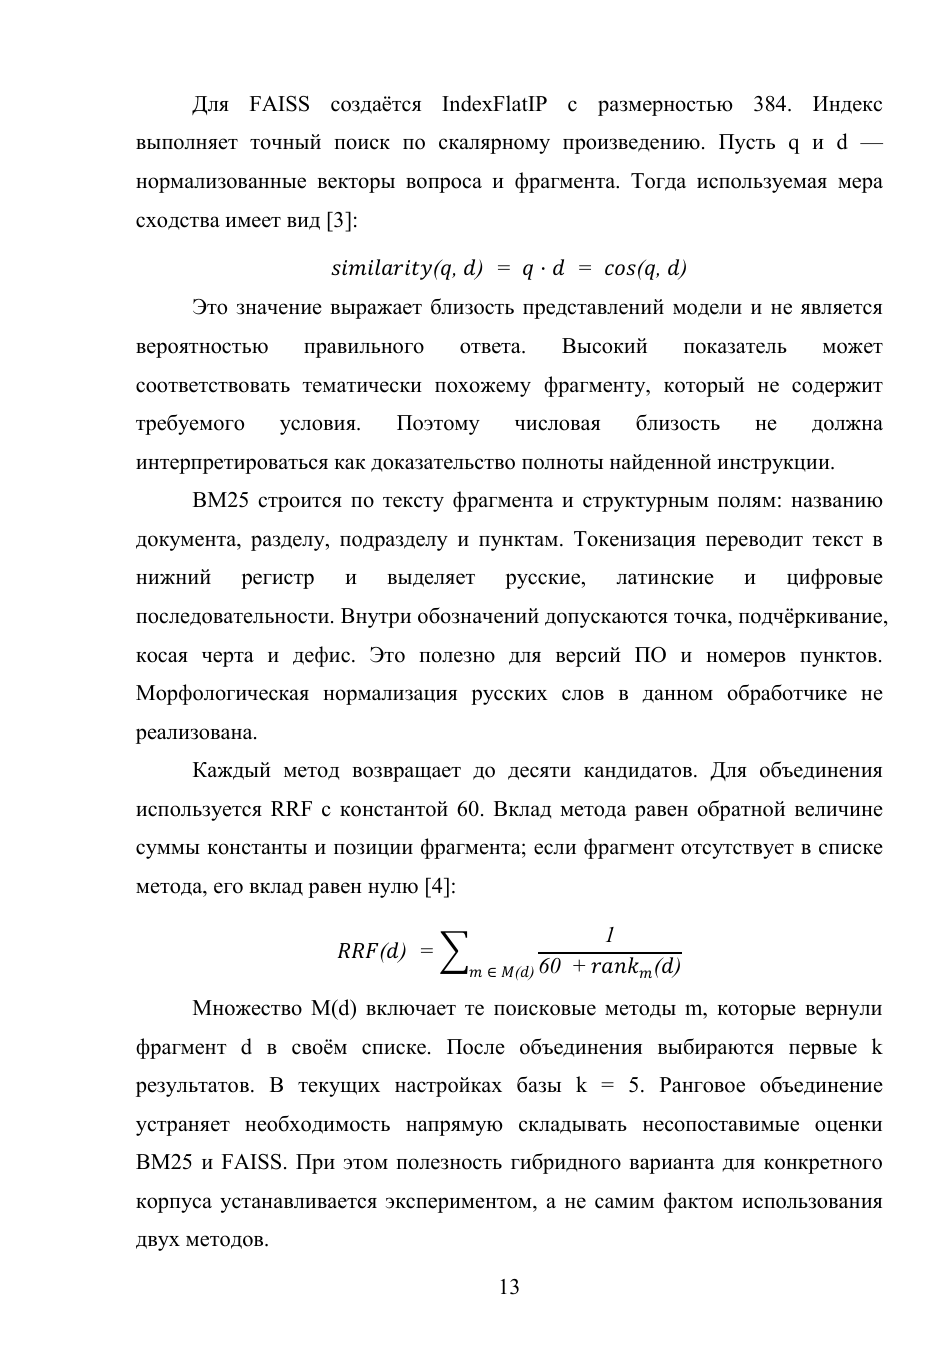 Для FAISS создаётся IndexFlatIP с размерностью 384. Индекс
выполняет точный поиск по скалярному произведению. Пусть q и d —
нормализованные векторы вопроса и фрагмента. Тогда используемая мера
сходства имеет вид [3]:
similarity(q, d) = q · d = cos(q, d)
Это значение выражает близость представлений модели и не является
вероятностью правильного ответа. Высокий показатель может
соответствовать тематически похожему фрагменту, который не содержит
требуемого условия. Поэтому числовая близость не должна
интерпретироваться как доказательство полноты найденной инструкции.
BM25 строится по тексту фрагмента и структурным полям: названию
документа, разделу, подразделу и пунктам. Токенизация переводит текст в
нижний регистр и выделяет русские, латинские и цифровые
последовательности. Внутри обозначений допускаются точка, подчёркивание,
косая черта и дефис. Это полезно для версий ПО и номеров пунктов.
Морфологическая нормализация русских слов в данном обработчике не
реализована.
Каждый метод возвращает до десяти кандидатов. Для объединения
используется RRF с константой 60. Вклад метода равен обратной величине
суммы константы и позиции фрагмента; если фрагмент отсутствует в списке
метода, его вклад равен нулю [4]:
RRF(d) = ∑ m ∈ M(d) 1 / (60 + rank_m(d))
Множество M(d) включает те поисковые методы m, которые вернули
фрагмент d в своём списке. После объединения выбираются первые k
результатов. В текущих настройках базы k = 5. Ранговое объединение
устраняет необходимость напрямую складывать несопоставимые оценки
BM25 и FAISS. При этом полезность гибридного варианта для конкретного
корпуса устанавливается экспериментом, а не самим фактом использования
двух методов.
13